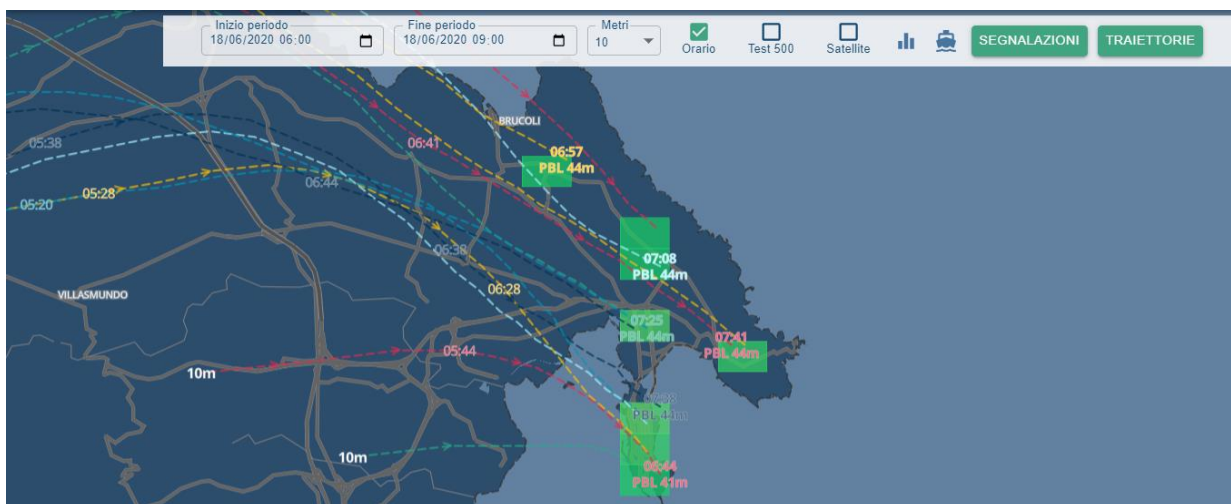 Inizio periodo
18/06/2020 06:00
Fine periodo
18/06/2020 09:00
Metri
10
Orario
Test 500
Satellite
SEGNALAZIONI
TRAIETTORIE
BRUCOLI
05:38
06:41
06:57
PBL 44m
06:44
05:20
05:28
06:38
07:08
PBL 44m
VILLASMUNDO
06:28
07:25
PBL 44m
07:41
PBL 44m
05:44
10m
07:28
PBL 44m
10m
06:44
PBL 41m